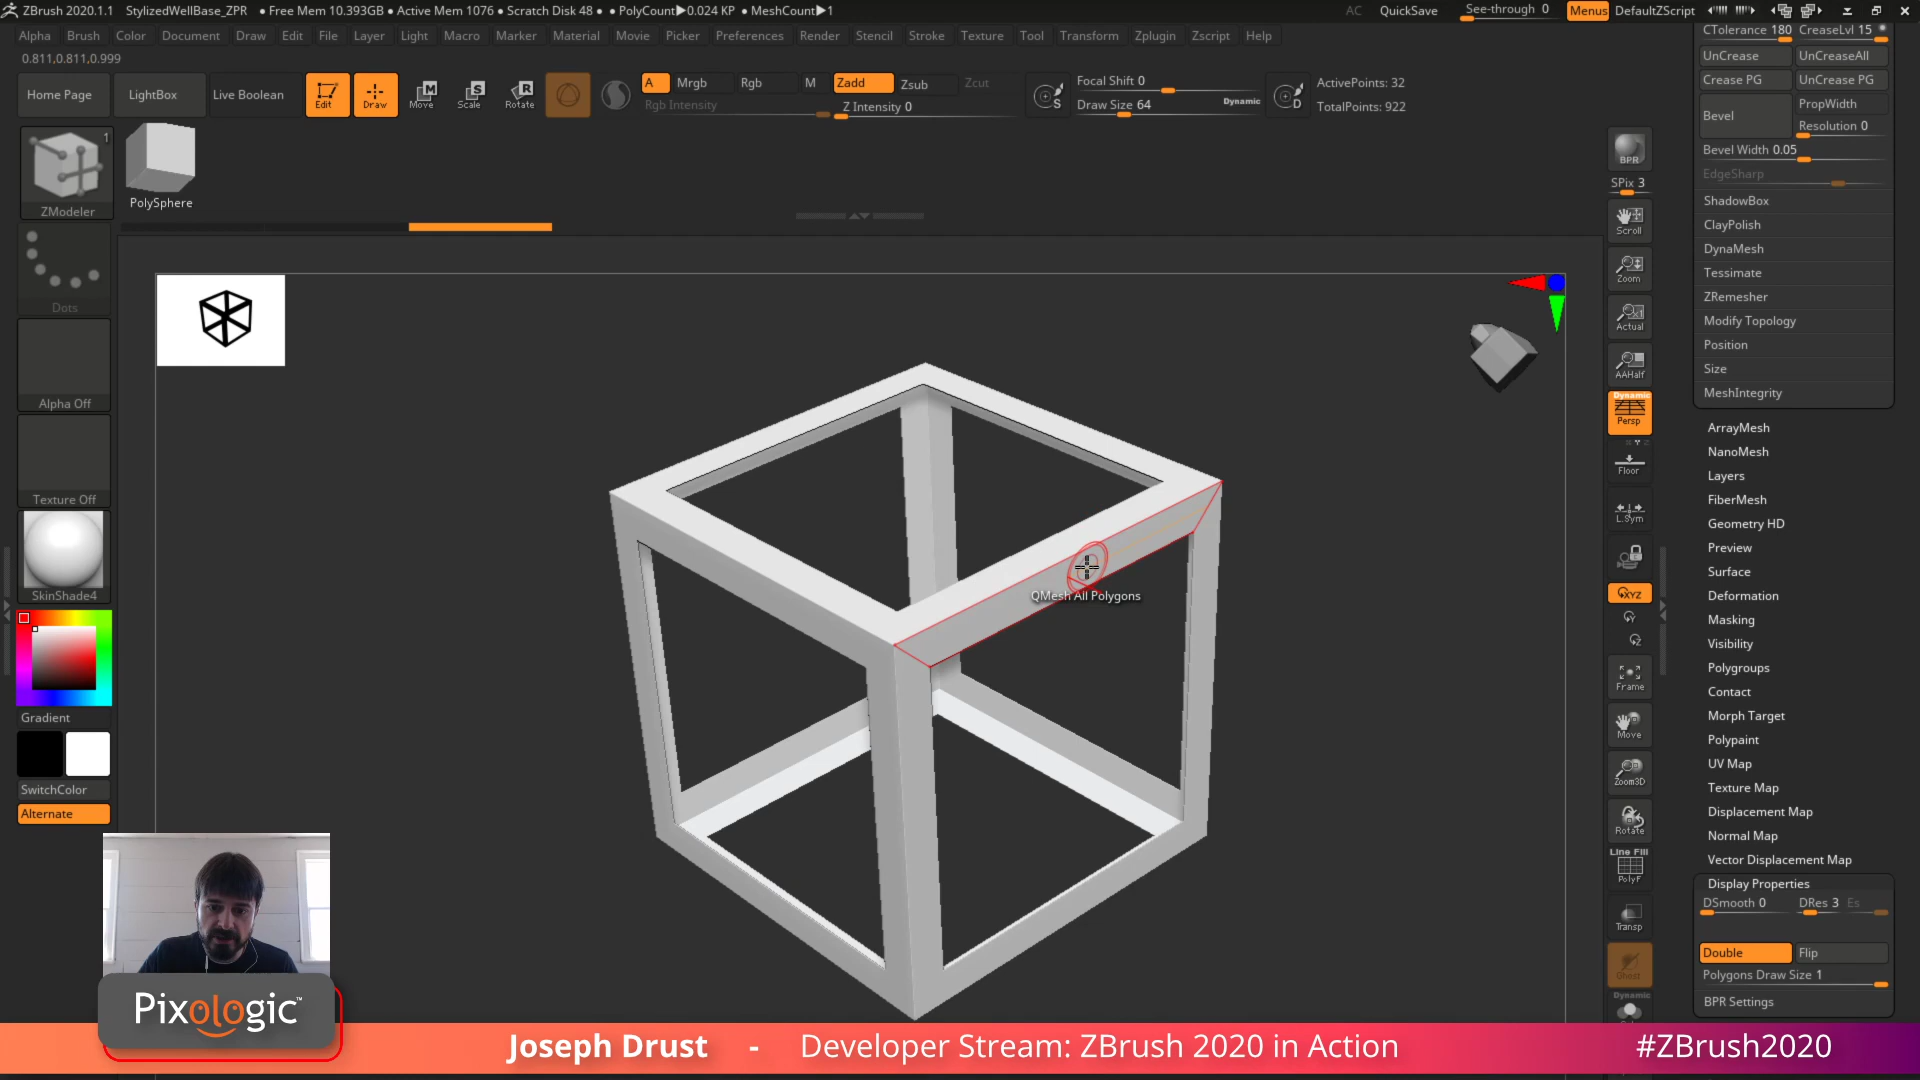 ZBrush 2020.1.1 StylizedWellBase_ZPR • Free Mem 10.393GB • Active Mem 1076 • Scratch Disk 48 • • PolyCount▶0.024 KP • MeshCount▶1 AC QuickSave See-through 0 Menus DefaultZScript
Alpha Brush Color Document Draw Edit File Layer Light Macro Marker Material Movie Picker Preferences Render Stencil Stroke Texture Tool Transform Zplugin Zscript Help
0.811,0.811,0.999
Home Page LightBox Live Boolean Edit Draw Move Scale Rotate
A Mrgb Rgb M Zadd Zsub Zcut
Rgb Intensity Z Intensity 0
Focal Shift 0
Draw Size 64 Dynamic
S
D
ActivePoints: 32
TotalPoints: 922
1
ZModeler
PolySphere
Dots
Alpha Off
Texture Off
SkinShade4
Gradient
SwitchColor
Alternate
QMesh All Polygons
BPR
SPix 3
Scroll
Zoom
Actual
AAHalf
Dynamic
Persp
Floor
L.Sym
XYZ
Frame
Move
Zoom3D
Rotate
Line Fill
PolyF
Transp
Ghost
Dynamic
CTolerance 180 CreaseLvl 15
UnCrease UnCreaseAll
Crease PG UnCrease PG
Bevel PropWidth
Resolution 0
Bevel Width 0.05
EdgeSharp
ShadowBox
ClayPolish
DynaMesh
Tessimate
ZRemesher
Modify Topology
Position
Size
MeshIntegrity
ArrayMesh
NanoMesh
Layers
FiberMesh
Geometry HD
Preview
Surface
Deformation
Masking
Visibility
Polygroups
Contact
Morph Target
Polypaint
UV Map
Texture Map
Displacement Map
Normal Map
Vector Displacement Map
Display Properties
DSmooth 0 DRes 3 Es
Double Flip
Polygons Draw Size 1
BPR Settings
Pixologic™
Joseph Drust - Developer Stream: ZBrush 2020 in Action #ZBrush2020